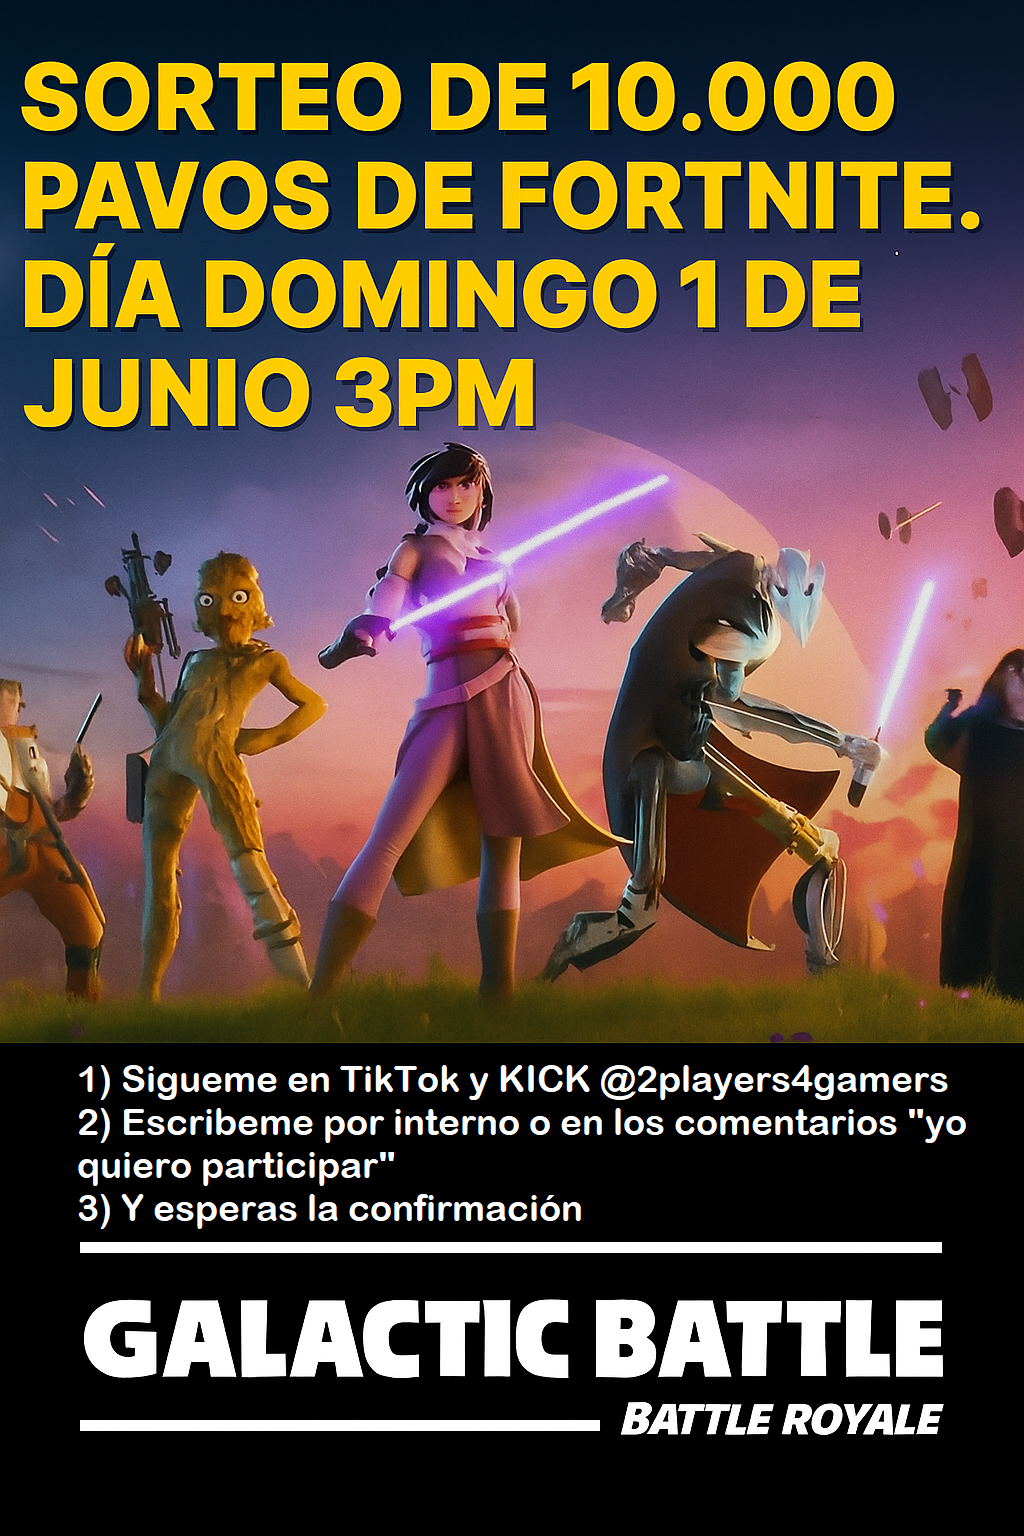 SORTEO DE 10.000
PAVOS DE FORTNITE.
DÍA DOMINGO 1 DE
JUNIO 3PM
1) Sigueme en TikTok y KICK @2players4gamers
2) Escribeme por interno o en los comentarios "yo
quiero participar"
3) Y esperas la confirmación
GALACTIC BATTLE
BATTLE ROYALE